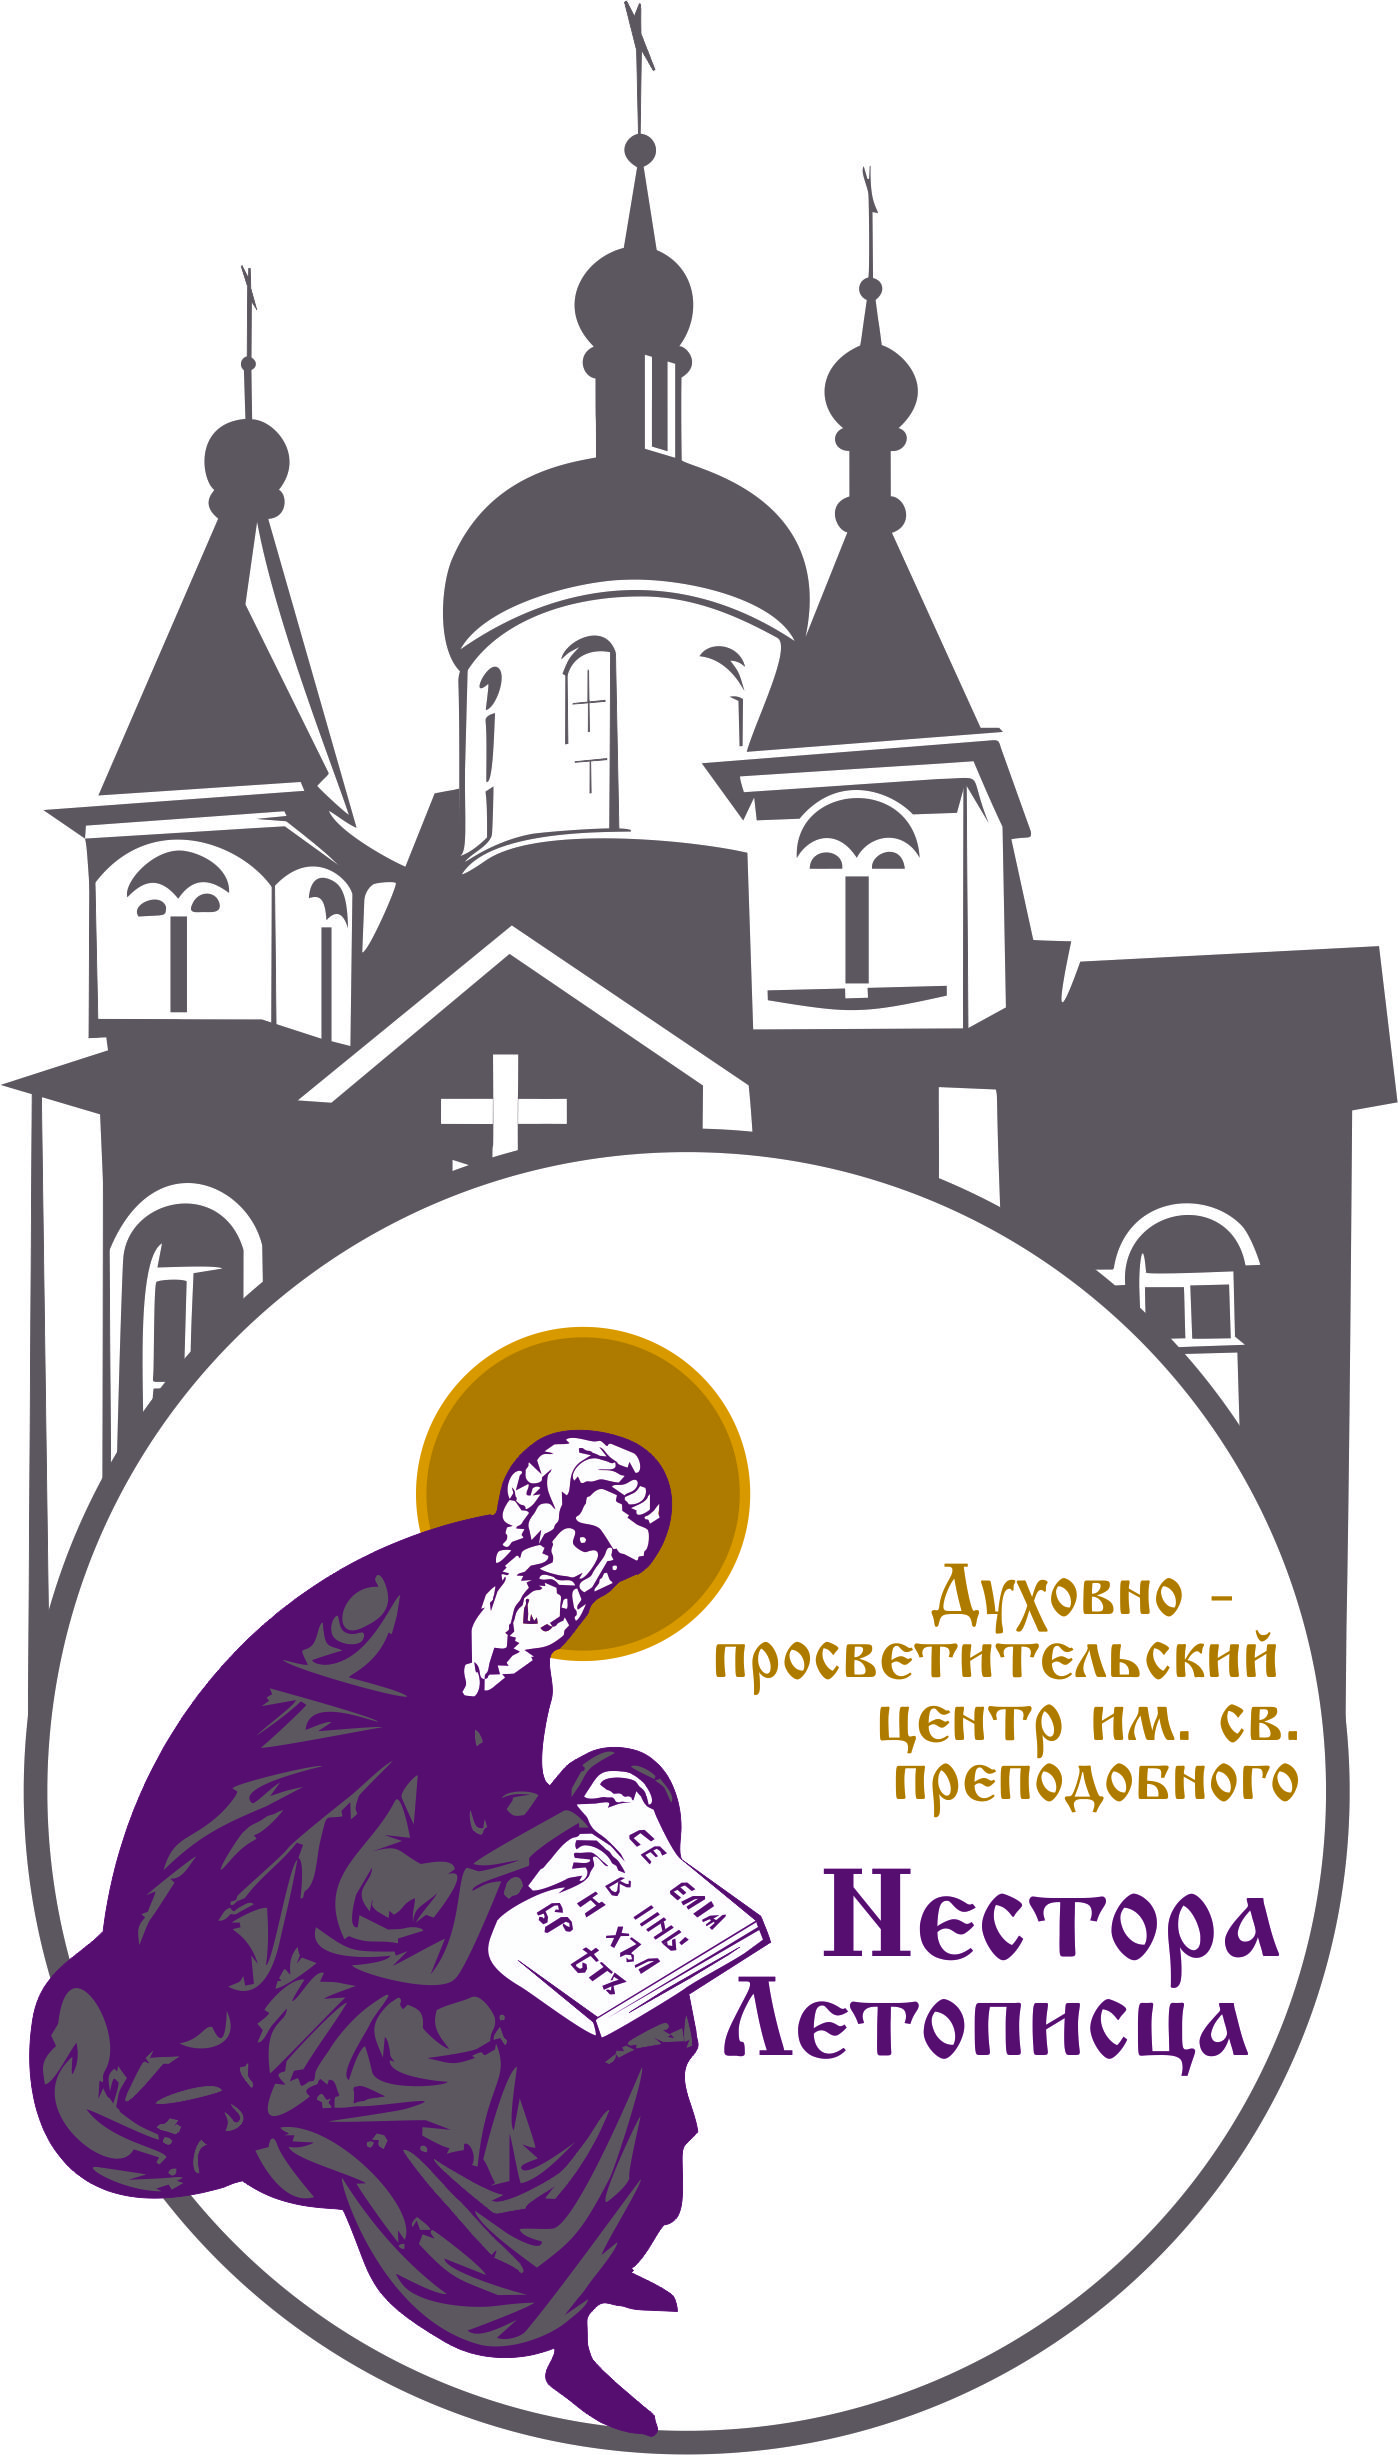 Духовно –
просветительский
центр им. св.
преподобного
Нестора
Летописца